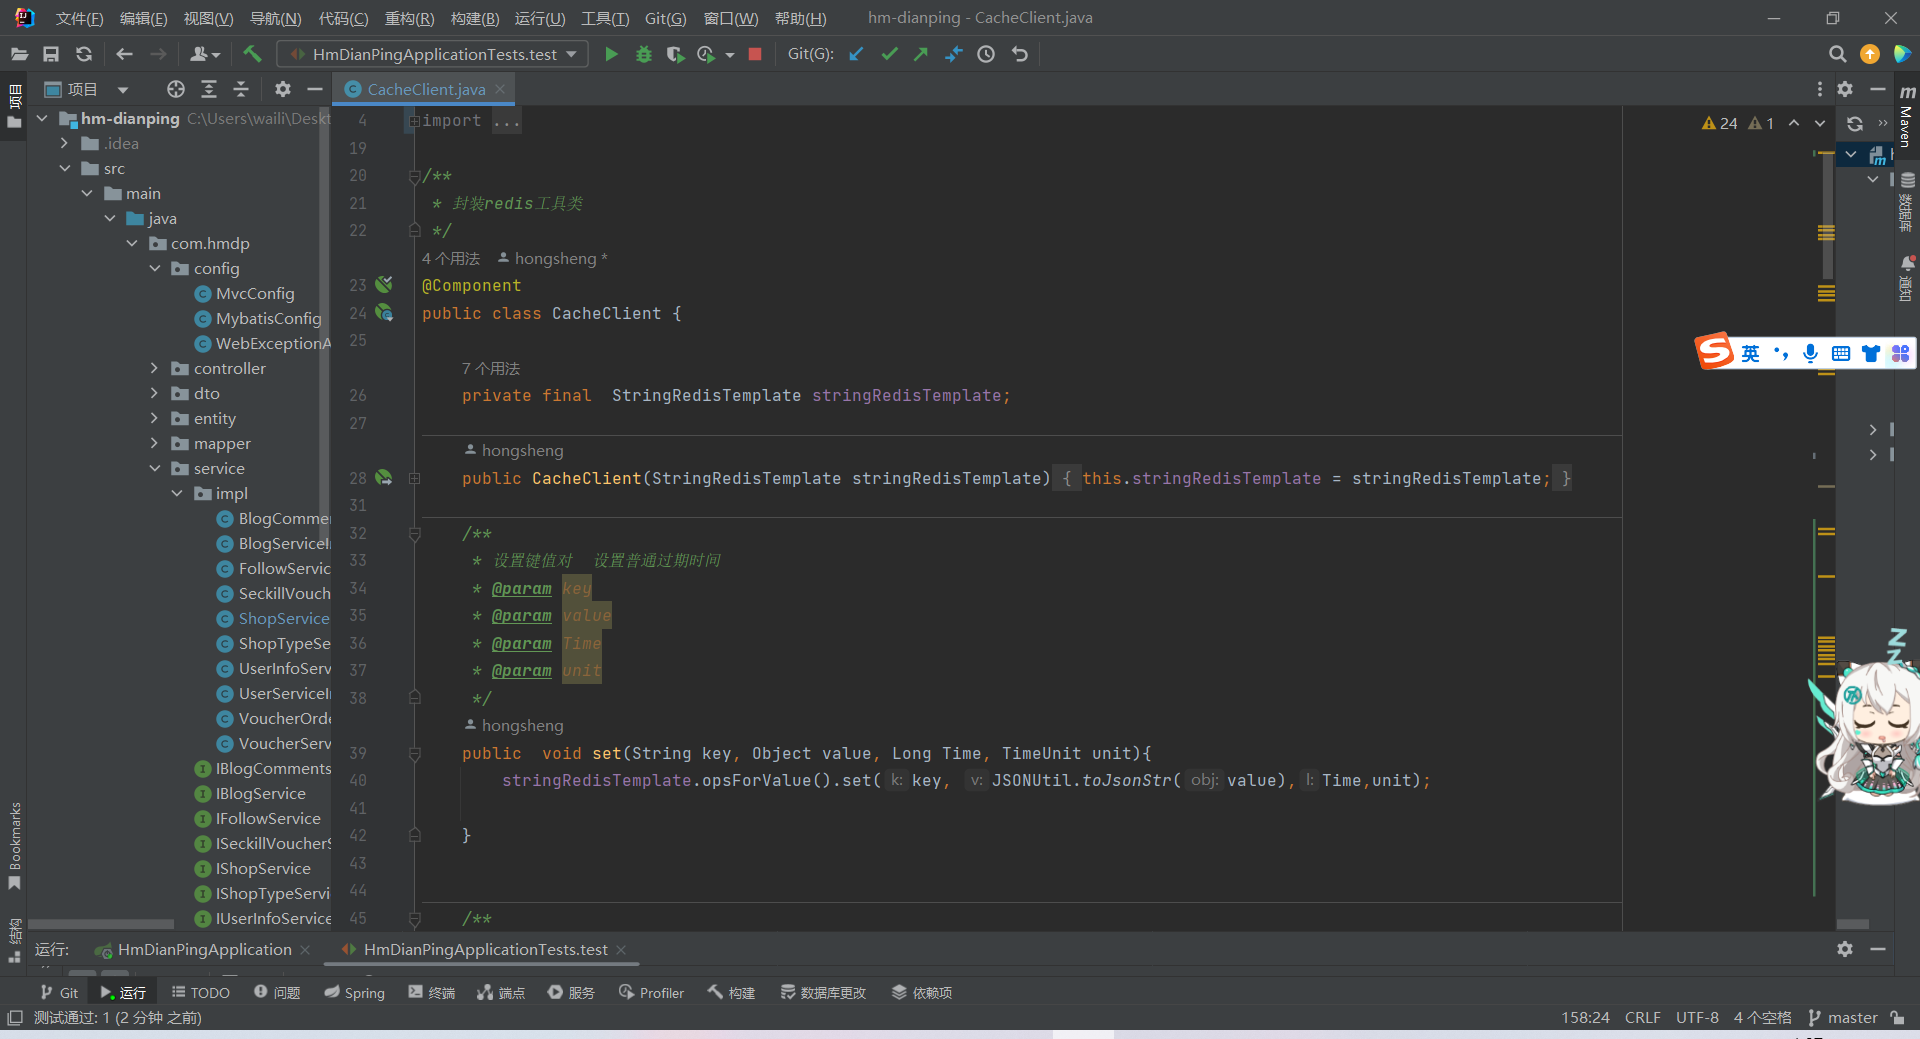 文件(F) 编辑(E) 视图(V) 导航(N) 代码(C) 重构(R) 构建(B) 运行(U) 工具(T) Git(G) 窗口(W) 帮助(H) hm-dianping - CacheClient.java
HmDianPingApplicationTests.test Git(G):
项目 CacheClient.java
hm-dianping C:\Users\waili\Deskt
.idea
src
main
java
com.hmdp
config
MvcConfig
MybatisConfig
WebExceptionA
controller
dto
entity
mapper
service
impl
BlogComme
BlogServiceI
FollowServic
SeckillVouch
ShopService
ShopTypeSe
UserInfoServ
UserServiceI
VoucherOrde
VoucherServ
IBlogComments
IBlogService
IFollowService
ISeckillVoucherS
IShopService
IShopTypeServi
IUserInfoService
项目
Bookmarks
结构
4 import ...
19
20 /**
21 * 封装redis工具类
22 */
4 个用法 hongsheng *
23 @Component
24 public class CacheClient {
25
7 个用法
26 private final  StringRedisTemplate stringRedisTemplate;
27
hongsheng
28 public CacheClient(StringRedisTemplate stringRedisTemplate) { this.stringRedisTemplate = stringRedisTemplate; }
31
32 /**
33 * 设置键值对  设置普通过期时间
34 * @param key
35 * @param value
36 * @param Time
37 * @param unit
38 */
hongsheng
39 public  void set(String key, Object value, Long Time, TimeUnit unit){
40 stringRedisTemplate.opsForValue().set( k: key, v: JSONUtil.toJsonStr( obj: value), l: Time,unit);
41
42 }
43
44
45 /**
24 1
m Maven
数据库
通知
英
运行: HmDianPingApplication HmDianPingApplicationTests.test
Git 运行 TODO 问题 Spring 终端 端点 服务 Profiler 构建 数据库更改 依赖项
测试通过: 1 (2 分钟 之前) 158:24 CRLF UTF-8 4 个空格 master